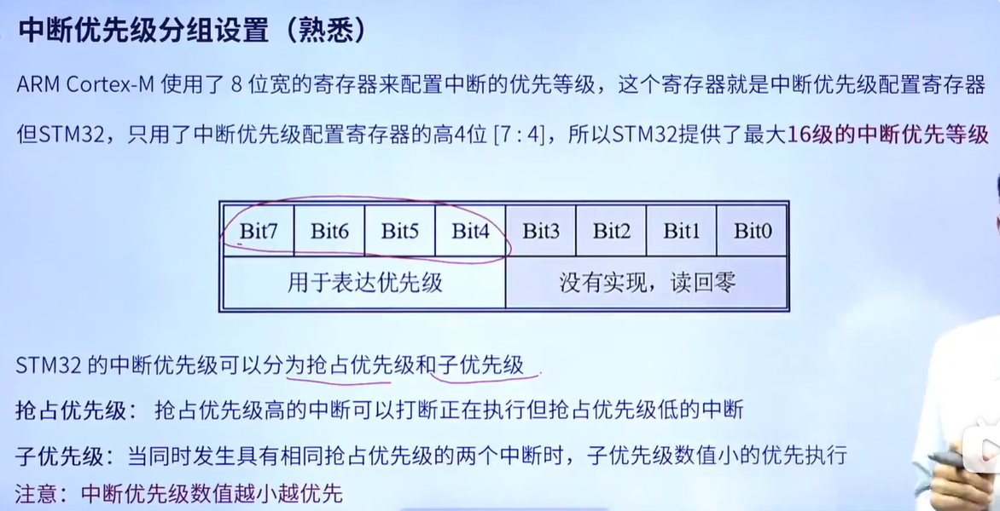 中断优先级分组设置（熟悉）
ARM Cortex-M 使用了 8 位宽的寄存器来配置中断的优先等级，这个寄存器就是中断优先级配置寄存器
但STM32，只用了中断优先级配置寄存器的高4位 [7 : 4]，所以STM32提供了最大16级的中断优先等级
Bit7 Bit6 Bit5 Bit4 Bit3 Bit2 Bit1 Bit0
用于表达优先级 没有实现，读回零
STM32 的中断优先级可以分为抢占优先级和子优先级
抢占优先级： 抢占优先级高的中断可以打断正在执行但抢占优先级低的中断
子优先级：当同时发生具有相同抢占优先级的两个中断时，子优先级数值小的优先执行
注意：中断优先级数值越小越优先